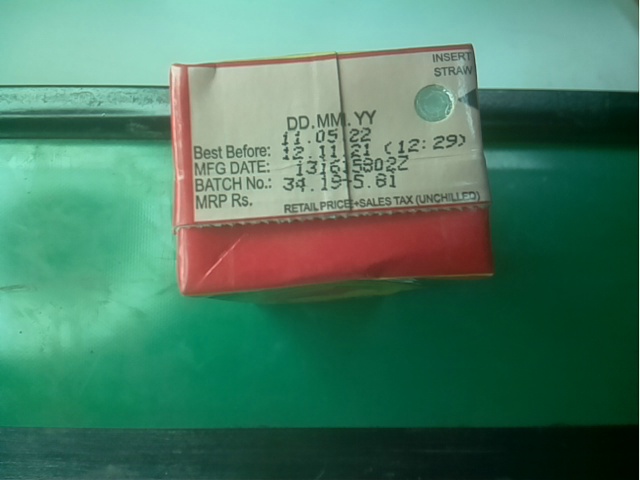 INSERT
STRAW
DD.MM.YY
Best Before: 11.05.22
MFG DATE: 12.11.21 (12:29)
BATCH No.: 131615802Z
MRP Rs. 34.19+5.81
RETAIL PRICE+SALES TAX (UNCHILLED)